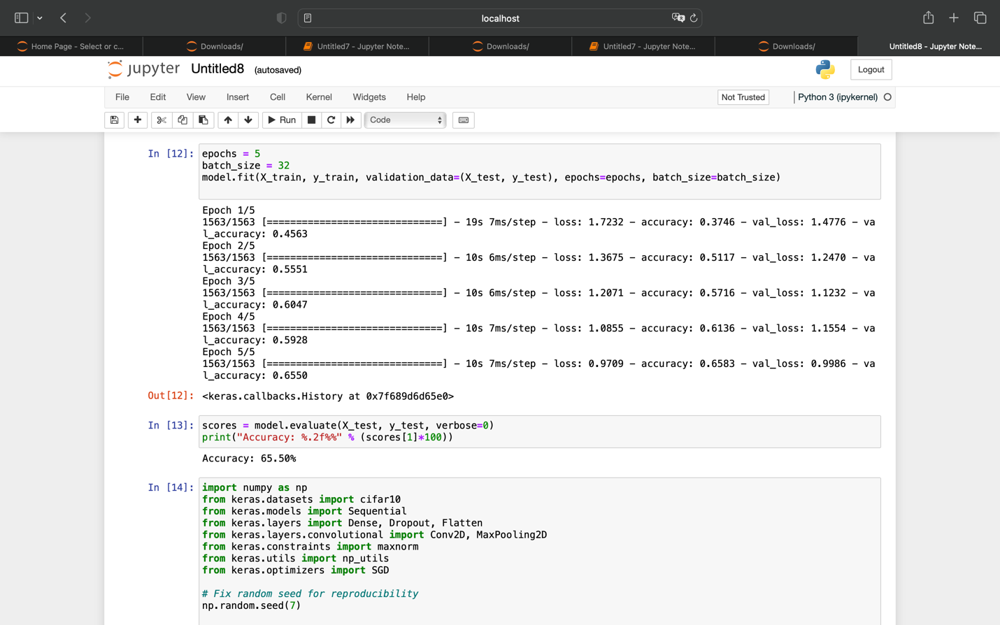 localhost
Home Page - Select or c...
Downloads/
Untitled7 - Jupyter Note...
Downloads/
Untitled7 - Jupyter Note...
Downloads/
Untitled8 - Jupyter Note...
jupyter Untitled8 (autosaved)
Logout
File Edit View Insert Cell Kernel Widgets Help
Not Trusted
Python 3 (ipykernel)
Run
Code
In [12]: epochs = 5
batch_size = 32
model.fit(X_train, y_train, validation_data=(X_test, y_test), epochs=epochs, batch_size=batch_size)
Epoch 1/5
1563/1563 [==============================] - 19s 7ms/step - loss: 1.7232 - accuracy: 0.3746 - val_loss: 1.4776 - va
l_accuracy: 0.4563
Epoch 2/5
1563/1563 [==============================] - 10s 6ms/step - loss: 1.3675 - accuracy: 0.5117 - val_loss: 1.2470 - va
l_accuracy: 0.5551
Epoch 3/5
1563/1563 [==============================] - 10s 6ms/step - loss: 1.2071 - accuracy: 0.5716 - val_loss: 1.1232 - va
l_accuracy: 0.6047
Epoch 4/5
1563/1563 [==============================] - 10s 7ms/step - loss: 1.0855 - accuracy: 0.6136 - val_loss: 1.1554 - va
l_accuracy: 0.5928
Epoch 5/5
1563/1563 [==============================] - 10s 7ms/step - loss: 0.9709 - accuracy: 0.6583 - val_loss: 0.9986 - va
l_accuracy: 0.6550
Out[12]: <keras.callbacks.History at 0x7f689d6d65e0>
In [13]: scores = model.evaluate(X_test, y_test, verbose=0)
print("Accuracy: %.2f%%" % (scores[1]*100))
Accuracy: 65.50%
In [14]: import numpy as np
from keras.datasets import cifar10
from keras.models import Sequential
from keras.layers import Dense, Dropout, Flatten
from keras.layers.convolutional import Conv2D, MaxPooling2D
from keras.constraints import maxnorm
from keras.utils import np_utils
from keras.optimizers import SGD
# Fix random seed for reproducibility
np.random.seed(7)